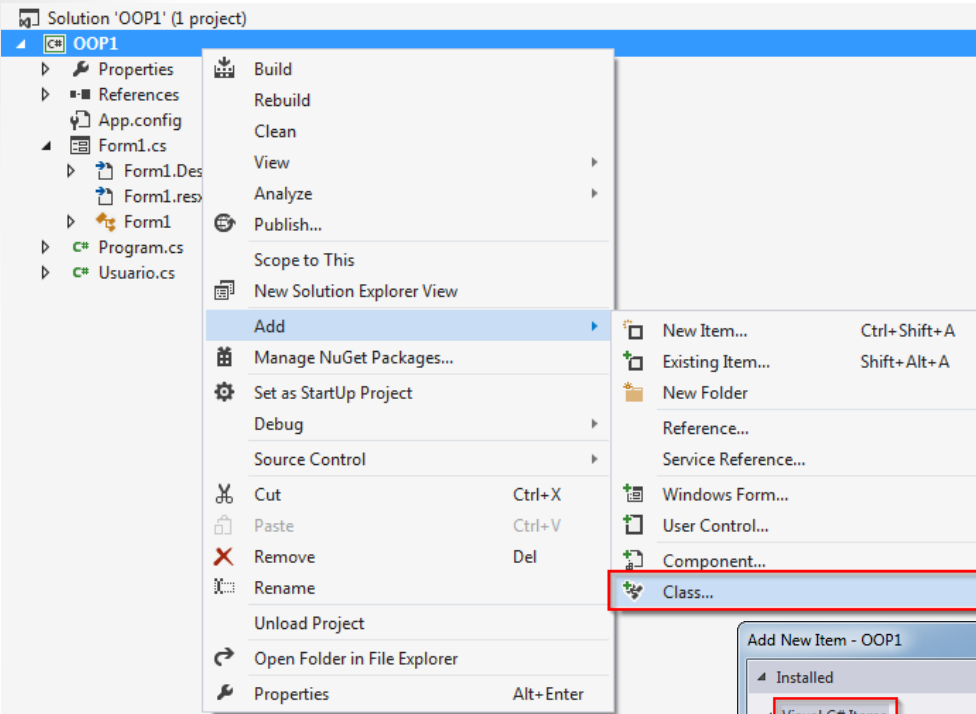 Solution 'OOP1' (1 project)
C# OOP1
Properties
References
App.config
Form1.cs
Form1.Des
Form1.resx
Form1
C# Program.cs
C# Usuario.cs
Build
Rebuild
Clean
View
Analyze
Publish...
Scope to This
New Solution Explorer View
Add
Manage NuGet Packages...
Set as StartUp Project
Debug
Source Control
Cut Ctrl+X
Paste Ctrl+V
Remove Del
Rename
Unload Project
Open Folder in File Explorer
Properties Alt+Enter
New Item... Ctrl+Shift+A
Existing Item... Shift+Alt+A
New Folder
Reference...
Service Reference...
Windows Form...
User Control...
Component...
Class...
Add New Item - OOP1
Installed
Visual C# Items